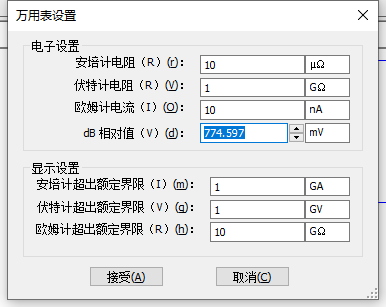 万用表设置
电子设置
安培计电阻（R）(r): 10 μΩ
伏特计电阻（R）(V): 1 GΩ
欧姆计电流（I）(O): 10 nA
dB 相对值（V）(d): 774.597 mV
显示设置
安培计超出额定界限（I）(m): 1 GA
伏特计超出额定界限（V）(g): 1 GV
欧姆计超出额定界限（R）(h): 10 GΩ
接受(A) 取消(C)